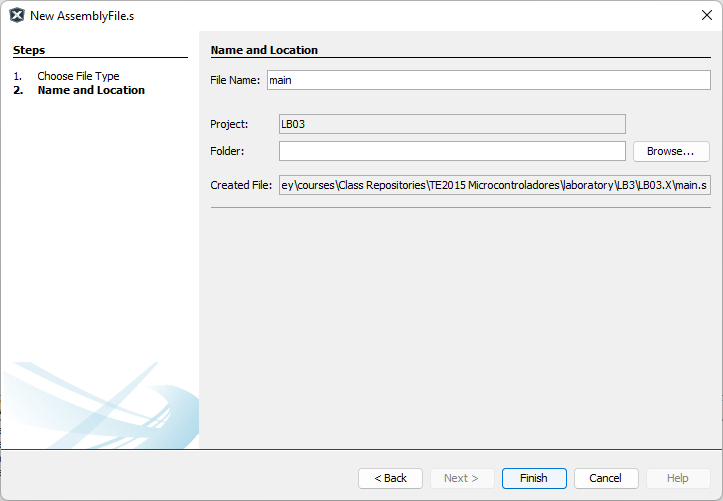 New AssemblyFile.s
Steps
1. Choose File Type
2. Name and Location
Name and Location
File Name: main
Project: LB03
Folder: Browse...
Created File: ey\courses\Class Repositories\TE2015 Microcontroladores\laboratory\LB3\LB03.X\main.s
< Back Next > Finish Cancel Help